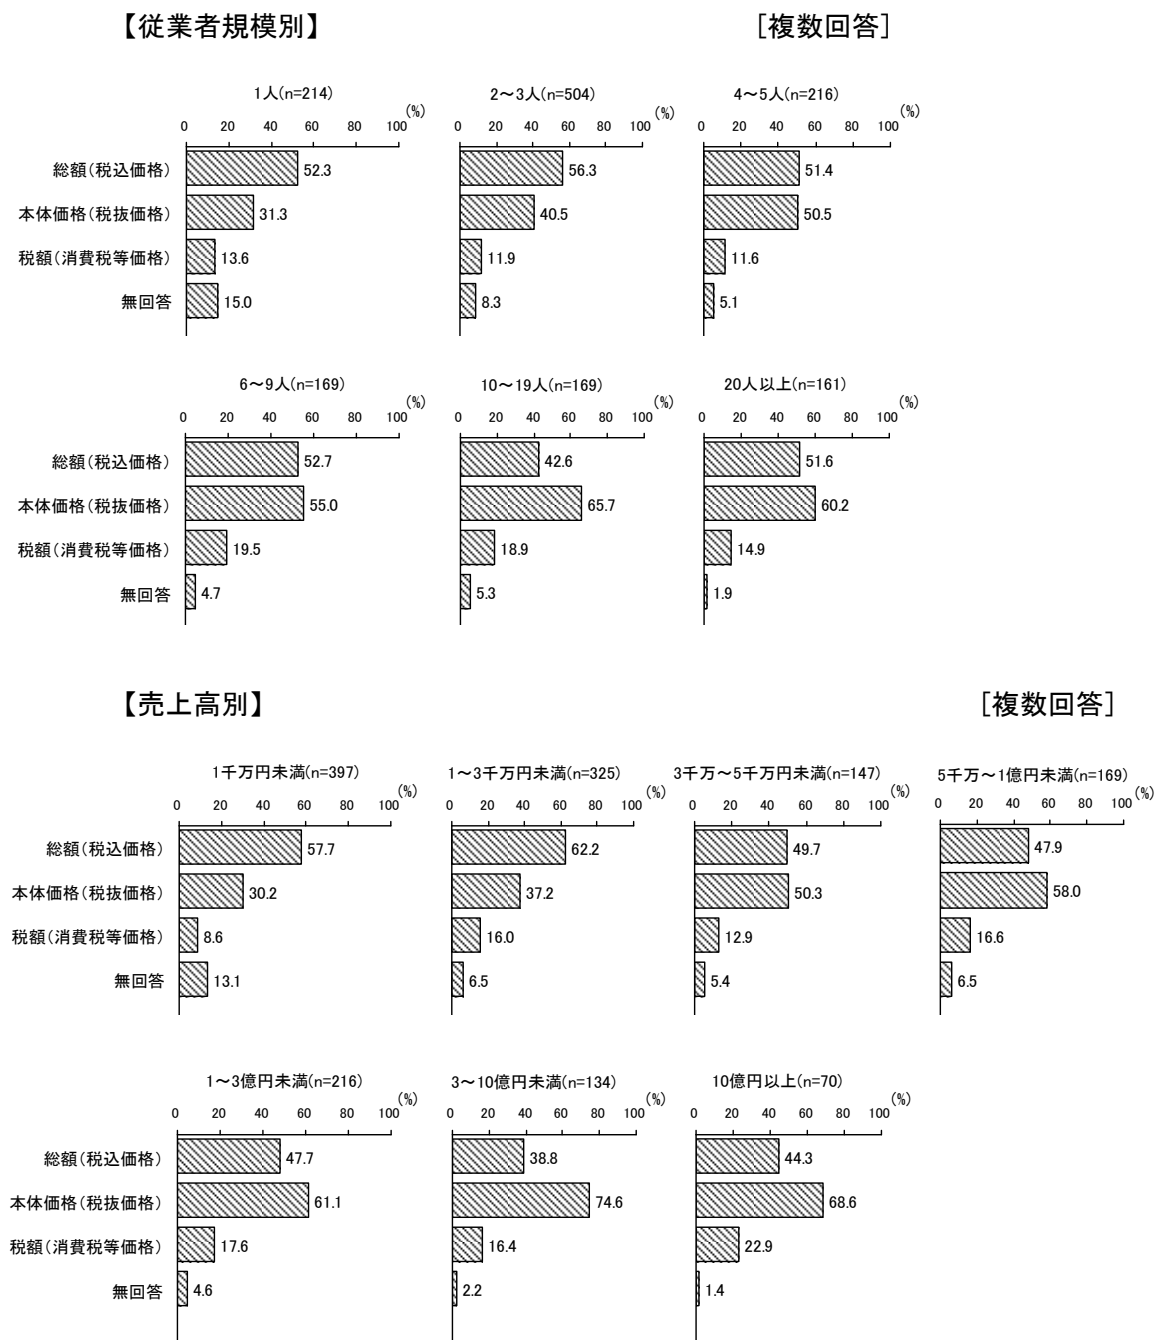 【従業者規模別】 [複数回答]
1人(n=214) 2～3人(n=504) 4～5人(n=216)
0 20 40 60 80 100 (%) 0 20 40 60 80 100 (%) 0 20 40 60 80 100 (%)
総額(税込価格) 52.3 56.3 51.4
本体価格(税抜価格) 31.3 40.5 50.5
税額(消費税等価格) 13.6 11.9 11.6
無回答 15.0 8.3 5.1
6～9人(n=169) 10～19人(n=169) 20人以上(n=161)
0 20 40 60 80 100 (%) 0 20 40 60 80 100 (%) 0 20 40 60 80 100 (%)
総額(税込価格) 52.7 42.6 51.6
本体価格(税抜価格) 55.0 65.7 60.2
税額(消費税等価格) 19.5 18.9 14.9
無回答 4.7 5.3 1.9
【売上高別】 [複数回答]
1千万円未満(n=397) 1～3千万円未満(n=325) 3千万～5千万円未満(n=147) 5千万～1億円未満(n=169)
0 20 40 60 80 100 (%) 0 20 40 60 80 100 (%) 0 20 40 60 80 100 (%) 0 20 40 60 80 100 (%)
総額(税込価格) 57.7 62.2 49.7 47.9
本体価格(税抜価格) 30.2 37.2 50.3 58.0
税額(消費税等価格) 8.6 16.0 12.9 16.6
無回答 13.1 6.5 5.4 6.5
1～3億円未満(n=216) 3～10億円未満(n=134) 10億円以上(n=70)
0 20 40 60 80 100 (%) 0 20 40 60 80 100 (%) 0 20 40 60 80 100 (%)
総額(税込価格) 47.7 38.8 44.3
本体価格(税抜価格) 61.1 74.6 68.6
税額(消費税等価格) 17.6 16.4 22.9
無回答 4.6 2.2 1.4